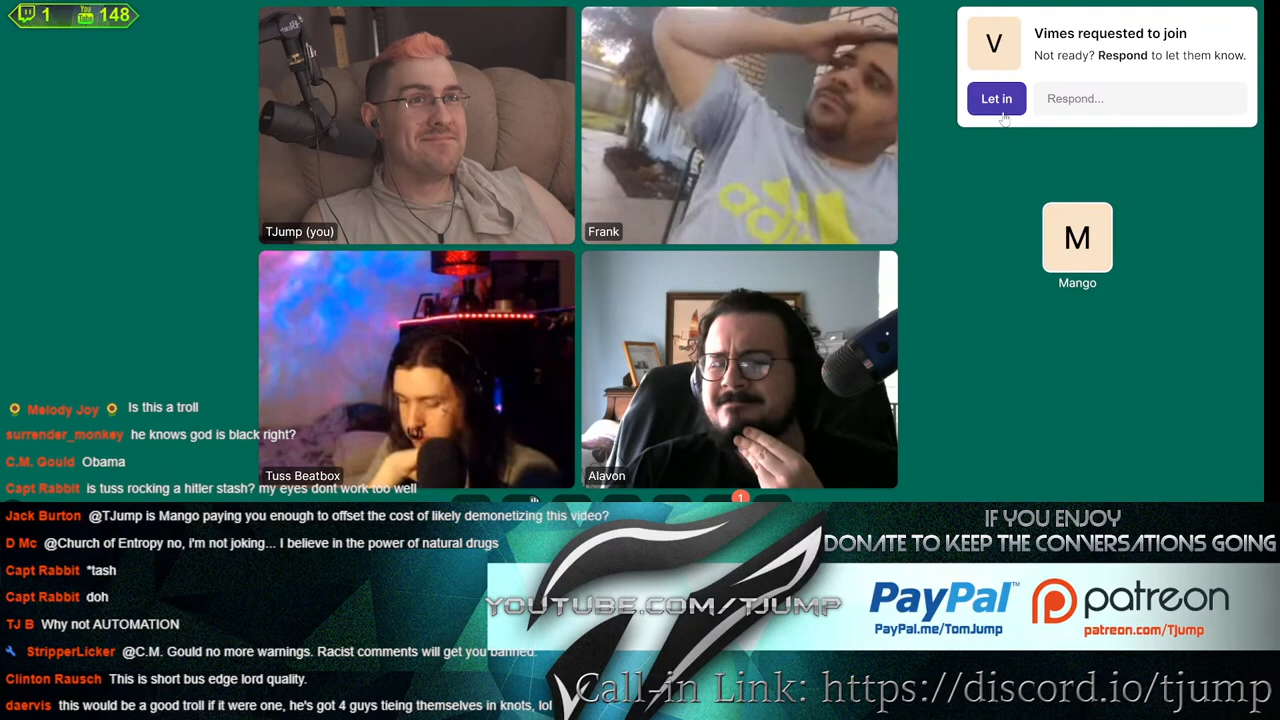 1
You
Tube
148
Vimes requested to join
Not ready? Respond to let them know.
V
Let in
Respond...
TJump (you)
Frank
adidas
M
Mango
Tuss Beatbox
Alavon
1
Melody Joy Is this a troll
surrender_monkey he knows god is black right?
C.M. Gould Obama
Capt Rabbit is tuss rocking a hitler stash? my eyes dont work too well
Jack Burton @TJump is Mango paying you enough to offset the cost of likely demonetizing this video?
D Mc @Church of Entropy no, i'm not joking... I believe in the power of natural drugs
Capt Rabbit *tash
Capt Rabbit doh
TJ B Why not AUTOMATION
StripperLicker @C.M. Gould no more warnings. Racist comments will get you banned.
Clinton Rausch This is short bus edge lord quality.
daervis this would be a good troll if it were one, he's got 4 guys tieing themselves in knots, lol
IF YOU ENJOY
DONATE TO KEEP THE CONVERSATIONS GOING
YOUTUBE.COM/TJUMP
PayPal™
PayPal.me/TomJump
patreon
patreon.com/Tjump
Call-in Link: https://discord.io/tjump